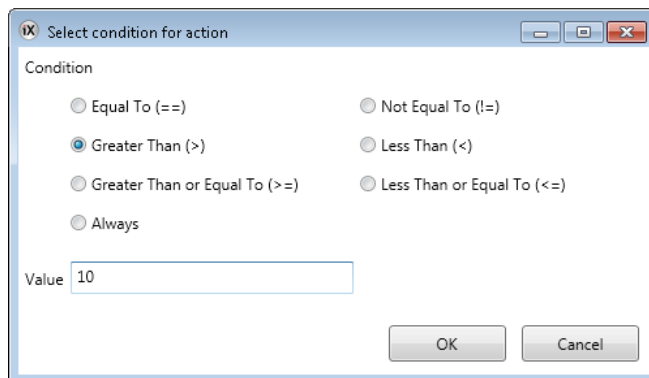 iX Select condition for action
Condition
Equal To (==) Not Equal To (!=)
Greater Than (>) Less Than (<)
Greater Than or Equal To (>=) Less Than or Equal To (<=)
Always
Value 10
OK Cancel